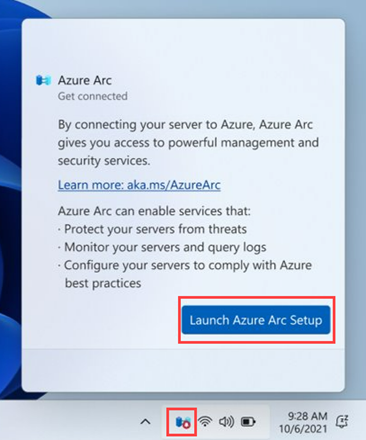 Azure Arc
Get connected
By connecting your server to Azure, Azure Arc
gives you access to powerful management and
security services.
Learn more: aka.ms/AzureArc
Azure Arc can enable services that:
· Protect your servers from threats
· Monitor your servers and query logs
· Configure your servers to comply with Azure
best practices
Launch Azure Arc Setup
9:28 AM
10/6/2021